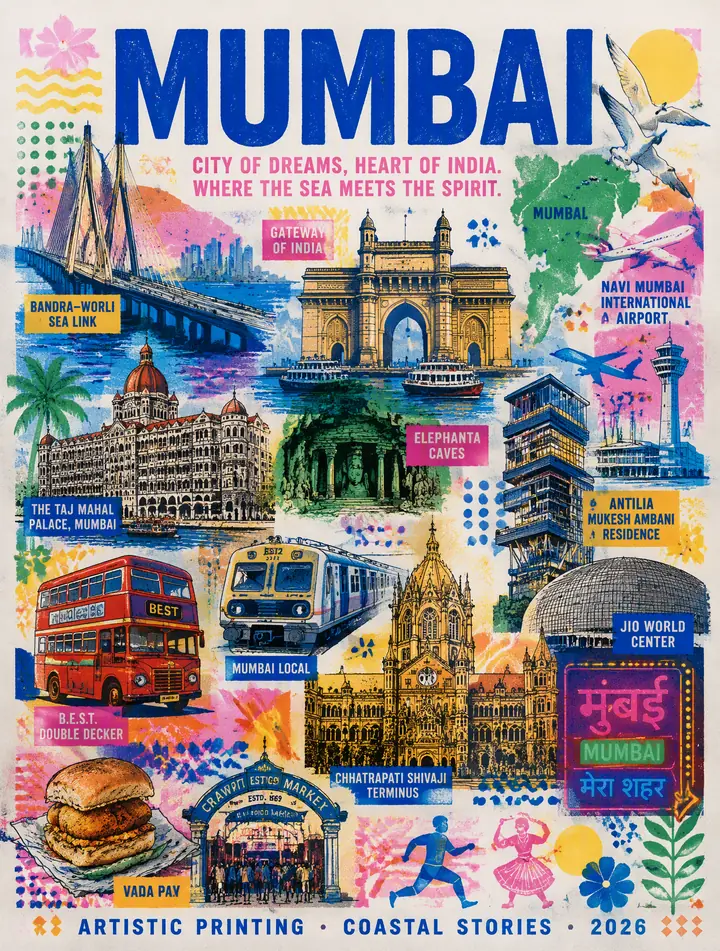 MUMBAI
CITY OF DREAMS, HEART OF INDIA.
WHERE THE SEA MEETS THE SPIRIT.
GATEWAY
OF INDIA
MUMBAI
NAVI MUMBAI
INTERNATIONAL
AIRPORT
BANDRA–WORLI
SEA LINK
ELEPHANTA
CAVES
THE TAJ MAHAL
PALACE, MUMBAI
ANTILIA
MUKESH AMBANI
RESIDENCE
BEST
MUMBAI LOCAL
JIO WORLD
CENTER
B.E.S.T.
DOUBLE DECKER
मुंबई
MUMBAI
मेरा शहर
CHHATRAPATI SHIVAJI
TERMINUS
MARKET
ESTD. 869
VADA PAV
ARTISTIC PRINTING • COASTAL STORIES • 2026